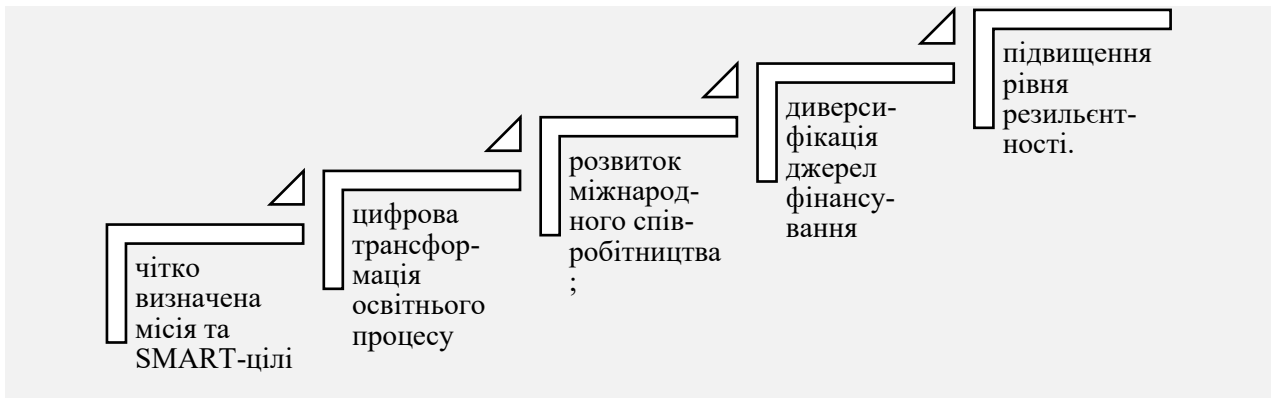 чітко
визначена
місія та
SMART-цілі
цифрова
трансфор-
мація
освітнього
процесу
розвиток
міжнарод-
ного спів-
робітництва
;
диверси-
фікація
джерел
фінансу-
вання
підвищення
рівня
резильєнт-
ності.